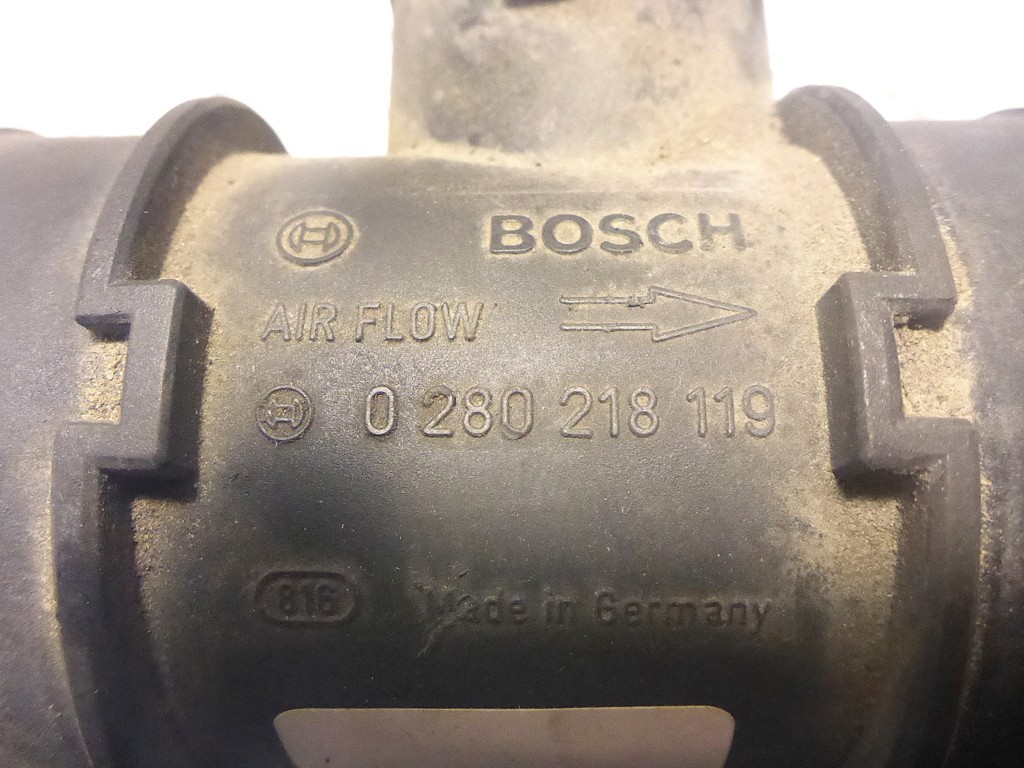 BOSCH
AIR FLOW
0 280 218 119
816
Made in Germany